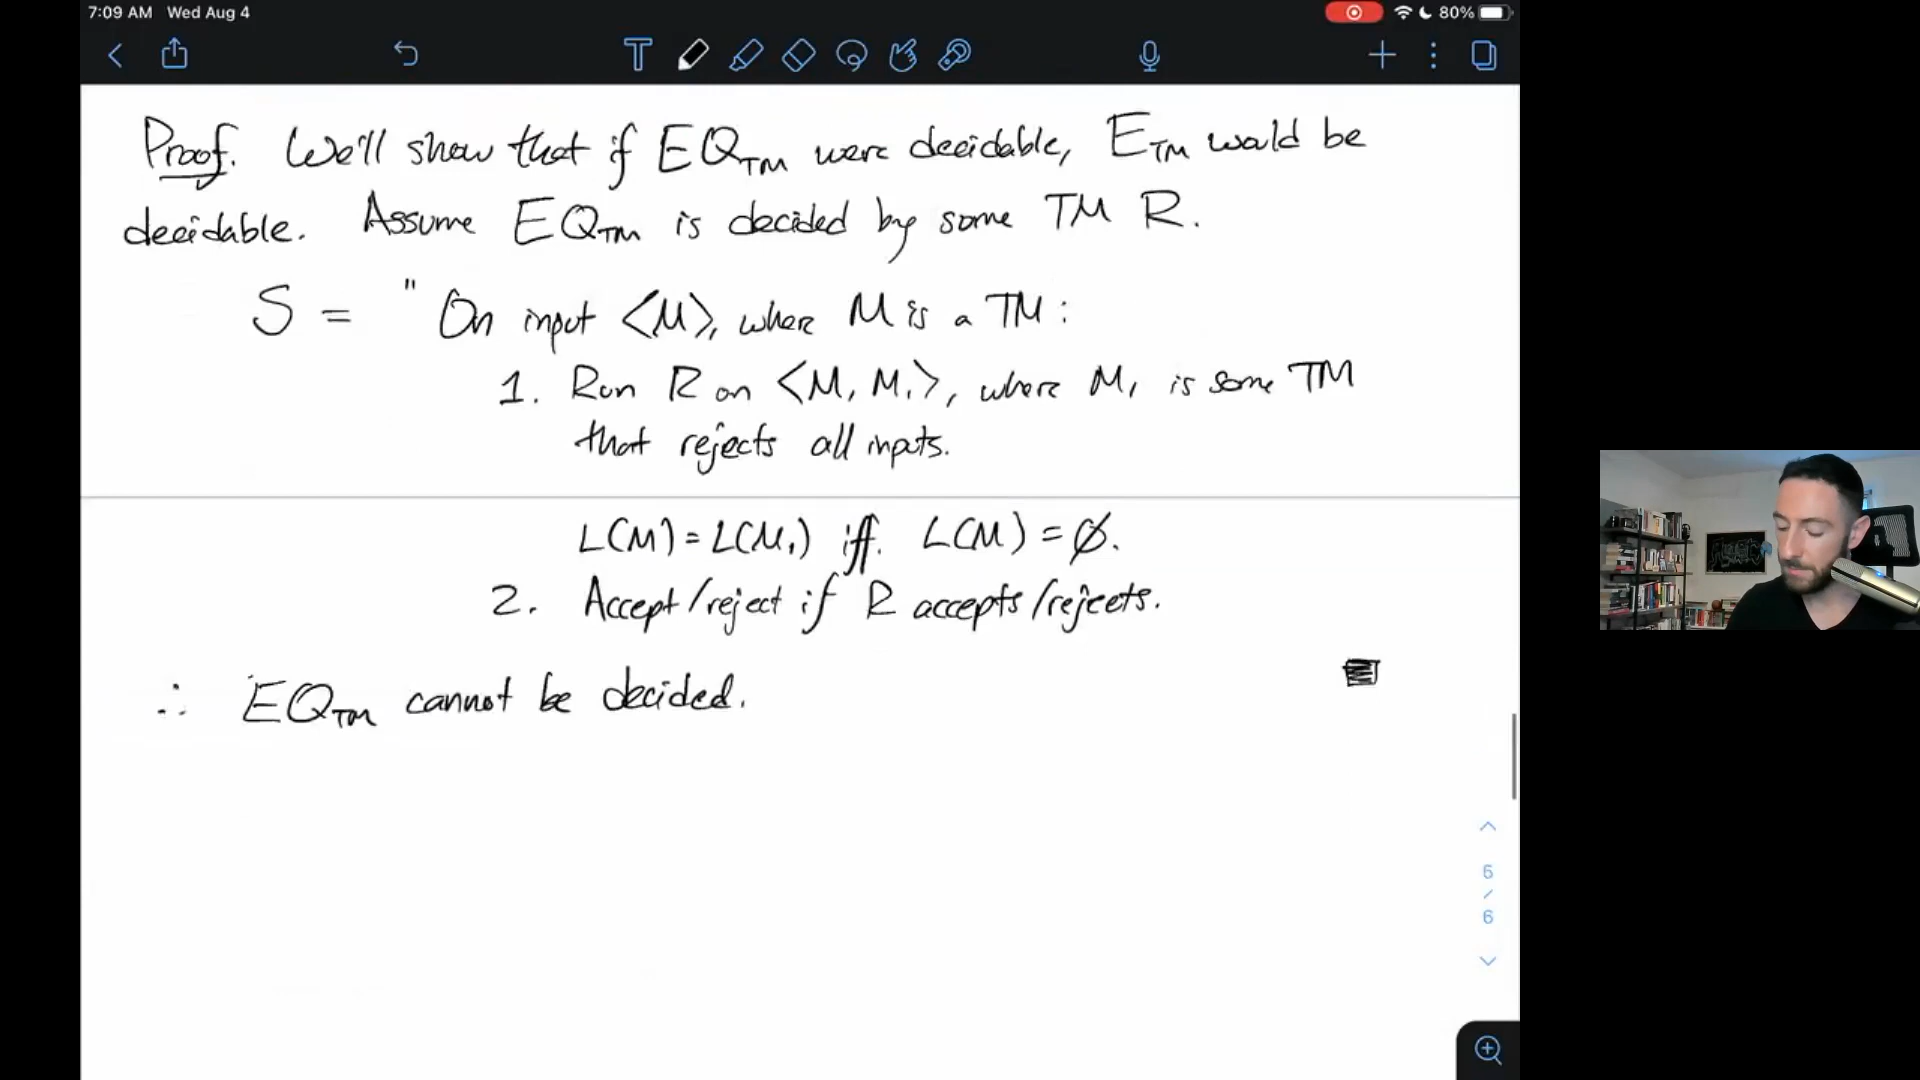 7:09 AM Wed Aug 4
80%
Proof. We'll show that if EQTM were decidable, ETM would be
decidable. Assume EQTM is decided by some TM R.
S = " On input <M>, where M is a TM:
1. Run R on <M, M₁>, where M₁ is some TM
that rejects all inputs.
L(M) = L(M₁) iff. L(M) = ∅.
2. Accept/reject if R accepts/rejects.
∴ EQTM cannot be decided.
6
/
6